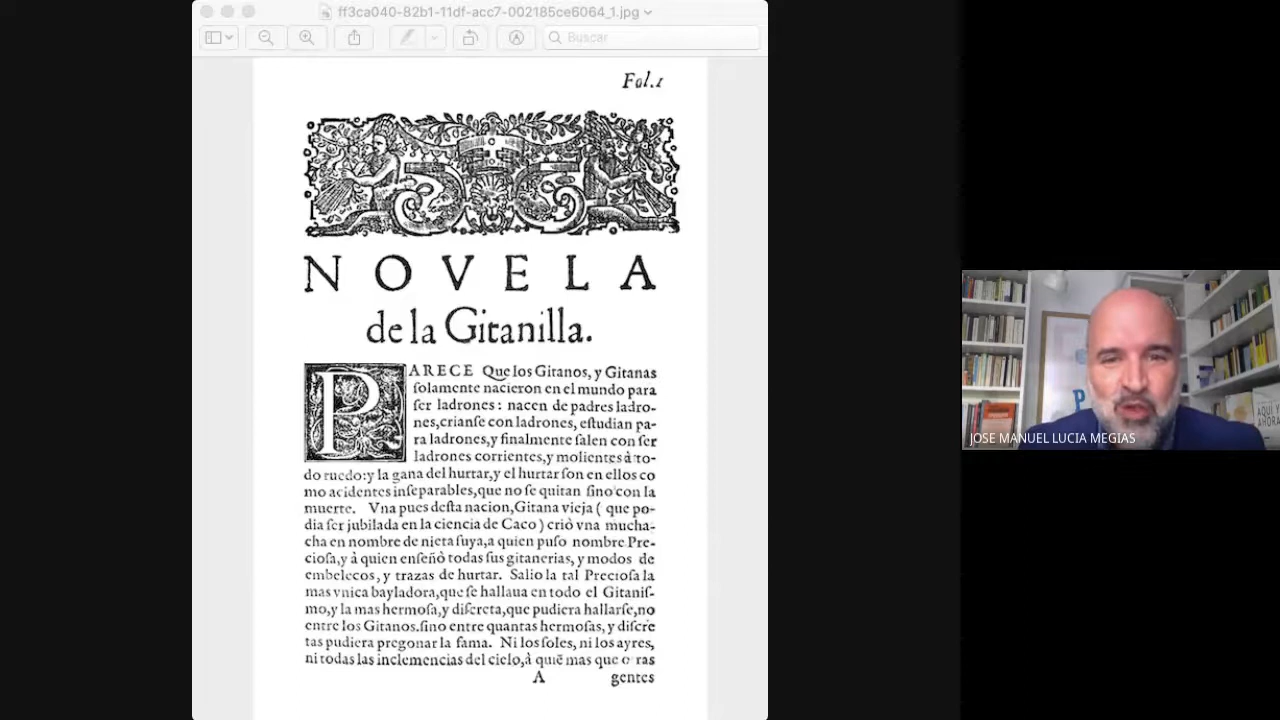 ff3ca040-82b1-11df-acc7-002185ce6064_1.jpg
Buscar
Fol.1
NOVELA
de la Gitanilla.
PARECE Que los Gitanos, y Gitanas
ſolamente nacieron en el mundo para
ſer ladrones: nacen de padres ladro-
nes,crianſe con ladrones, eſtudian pa-
ra ladrones,y finalmente ſalen con ſer
ladrones corrientes,y molientes à to-
do ruedo:y la gana del hurtar,y el hurtar ſon en ellos co
mo acidentes inſeparables,que no ſe quitan ſino con la
muerte. Vna pues deſta nacion,Gitana vieja ( que po-
dia ſer jubilada en la ciencia de Caco ) criò vna mucha-
cha en nombre de nieta ſuya,a quien puſo nombre Pre-
cioſa,y à quien enſeñò todas ſus gitanerias, y modos de
embelecos, y trazas de hurtar. Salio la tal Precioſa la
mas vnica bayladora,que ſe hallaua en todo el Gitaniſ-
mo,y la mas hermoſa,y diſcreta,que pudiera hallarſe,no
entre los Gitanos.ſino entre quantas hermoſas, y diſcre
tas pudiera pregonar la fama. Ni los ſoles, ni los ayres,
ni todas las inclemencias del cielo,à quiē mas que otras
A gentes
AQUÍ Y
AHORA
P
JOSE MANUEL LUCIA MEGIAS